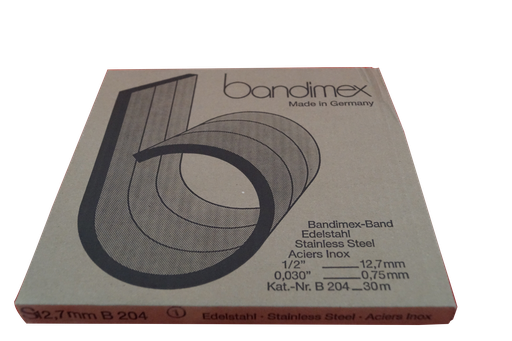 bandimex
Made in Germany
Bandimex-Band
Edelstahl
Stainless Steel
Aciers Inox
1/2" 12,7mm
0,030" 0,75mm
Kat.-Nr. B 204 30m
12,7mm B 204 1 Edelstahl · Stainless Steel · Aciers Inox